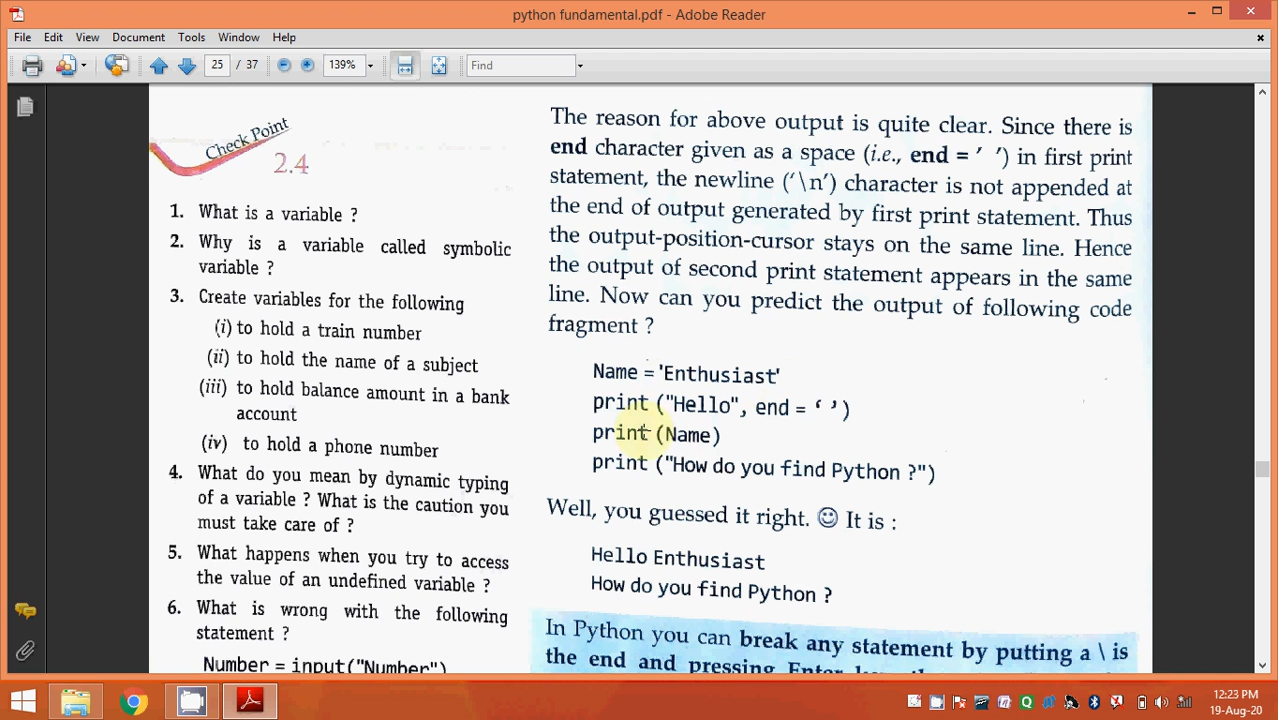 python fundamental.pdf - Adobe Reader
File Edit View Document Tools Window Help
25 / 37 139% Find
Check Point
2.4
1. What is a variable ?
2. Why is a variable called symbolic
variable ?
3. Create variables for the following
(i) to hold a train number
(ii) to hold the name of a subject
(iii) to hold balance amount in a bank
account
(iv) to hold a phone number
4. What do you mean by dynamic typing
of a variable ? What is the caution you
must take care of ?
5. What happens when you try to access
the value of an undefined variable ?
6. What is wrong with the following
statement ?
Number = input("Number")
The reason for above output is quite clear. Since there is
end character given as a space (i.e., end = ' ') in first print
statement, the newline ('\n') character is not appended at
the end of output generated by first print statement. Thus
the output-position-cursor stays on the same line. Hence
the output of second print statement appears in the same
line. Now can you predict the output of following code
fragment ?
Name = 'Enthusiast'
print ("Hello", end = ‘ ’)
print (Name)
print ("How do you find Python ?")
Well, you guessed it right. ☺ It is :
Hello Enthusiast
How do you find Python ?
In Python you can break any statement by putting a \ is
the end and pressing Enter
12:23 PM
19-Aug-20